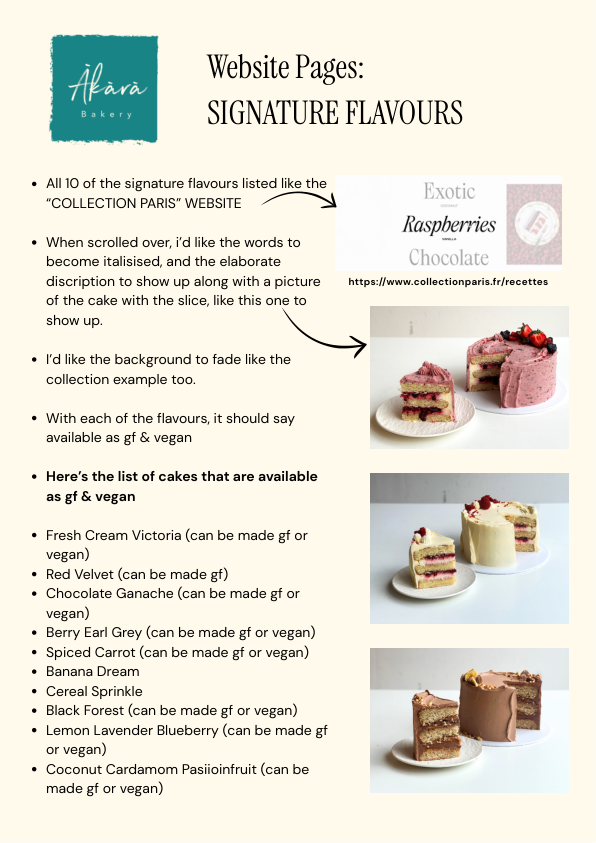 Àkàrà
Bakery
Website Pages:
SIGNATURE FLAVOURS
• All 10 of the signature flavours listed like the
“COLLECTION PARIS” WEBSITE
• When scrolled over, i’d like the words to
become italisised, and the elaborate
discription to show up along with a picture
of the cake with the slice, like this one to
show up.
• I’d like the background to fade like the
collection example too.
• With each of the flavours, it should say
available as gf & vegan
• Here’s the list of cakes that are available
as gf & vegan
• Fresh Cream Victoria (can be made gf or
vegan)
• Red Velvet (can be made gf)
• Chocolate Ganache (can be made gf or
vegan)
• Berry Earl Grey (can be made gf or vegan)
• Spiced Carrot (can be made gf or vegan)
• Banana Dream
• Cereal Sprinkle
• Black Forest (can be made gf or vegan)
• Lemon Lavender Blueberry (can be made gf
or vegan)
• Coconut Cardamom Pasiioinfruit (can be
made gf or vegan)
Exotic
Raspberries
VANILLA
Chocolate
https://www.collectionparis.fr/recettes